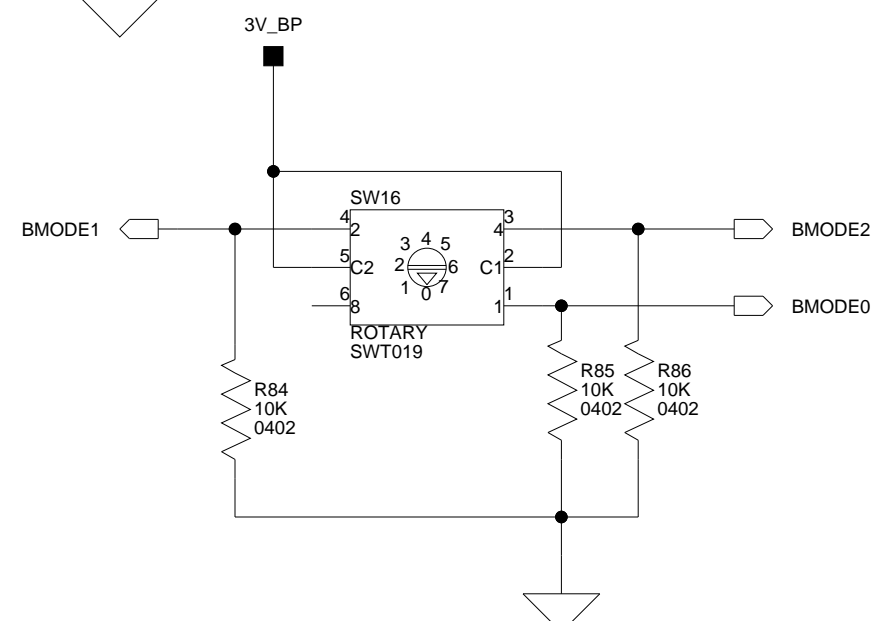 3V_BP
SW16
4 3
BMODE1 2 4 BMODE2
3 4 5
5 2
C2 2 6 C1
1 0 7
6 1
8 1 BMODE0
ROTARY
SWT019
R84
10K
0402
R85
10K
0402
R86
10K
0402